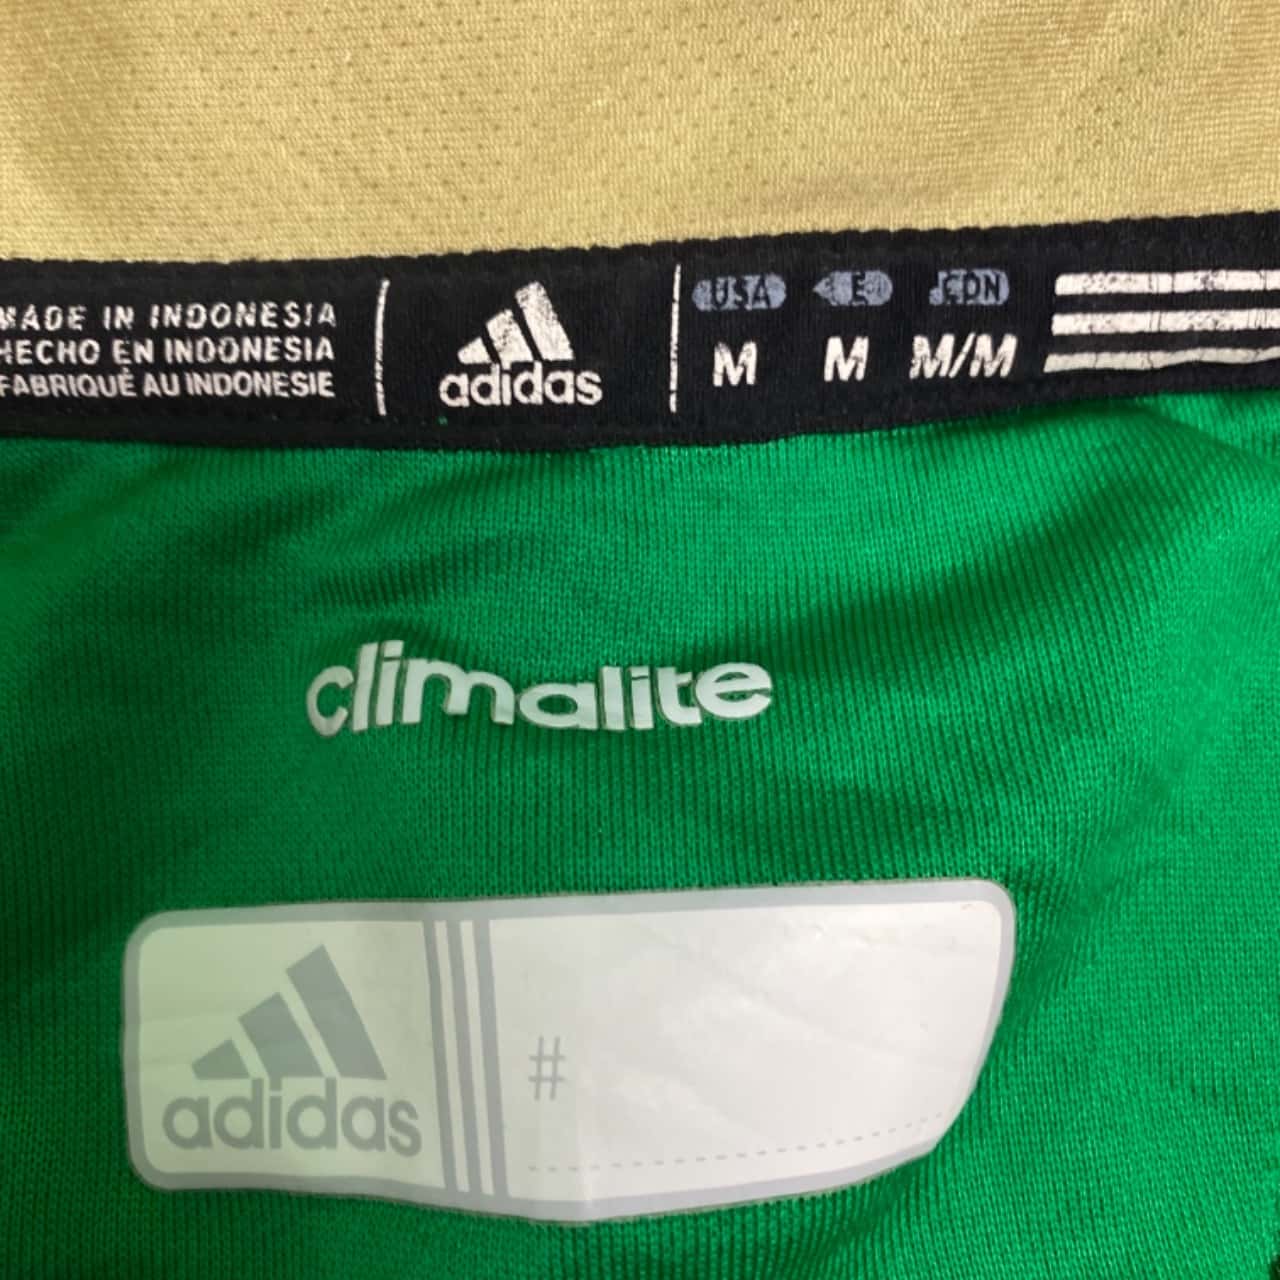 MADE IN INDONESIA
HECHO EN INDONESIA
FABRIQUÉ AU INDONESIE
adidas
USA E CDN
M M M/M
climalite
adidas
#